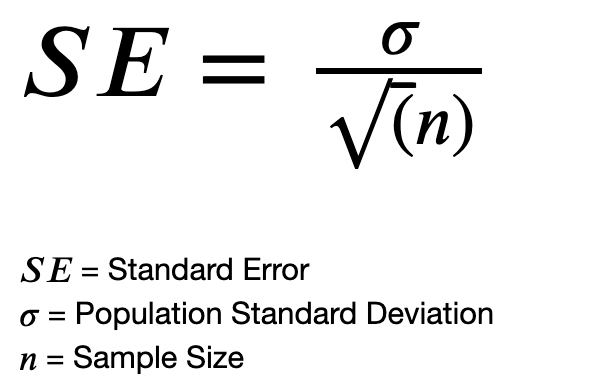 SE = σ / √(n)
SE = Standard Error
σ = Population Standard Deviation
n = Sample Size